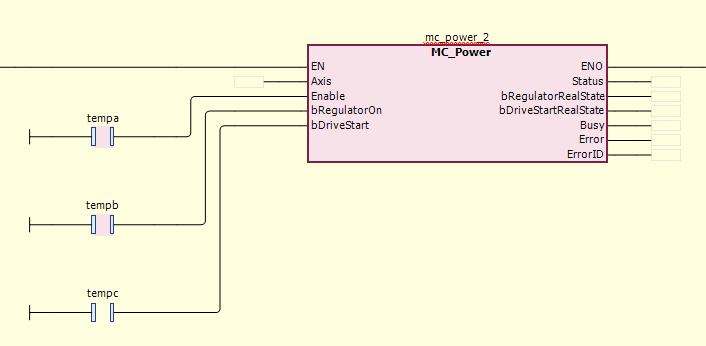 mc_power_2
MC_Power
EN ENO
Axis Status
Enable bRegulatorRealState
bRegulatorOn bDriveStartRealState
bDriveStart Busy
Error
ErrorID
tempa
tempb
tempc